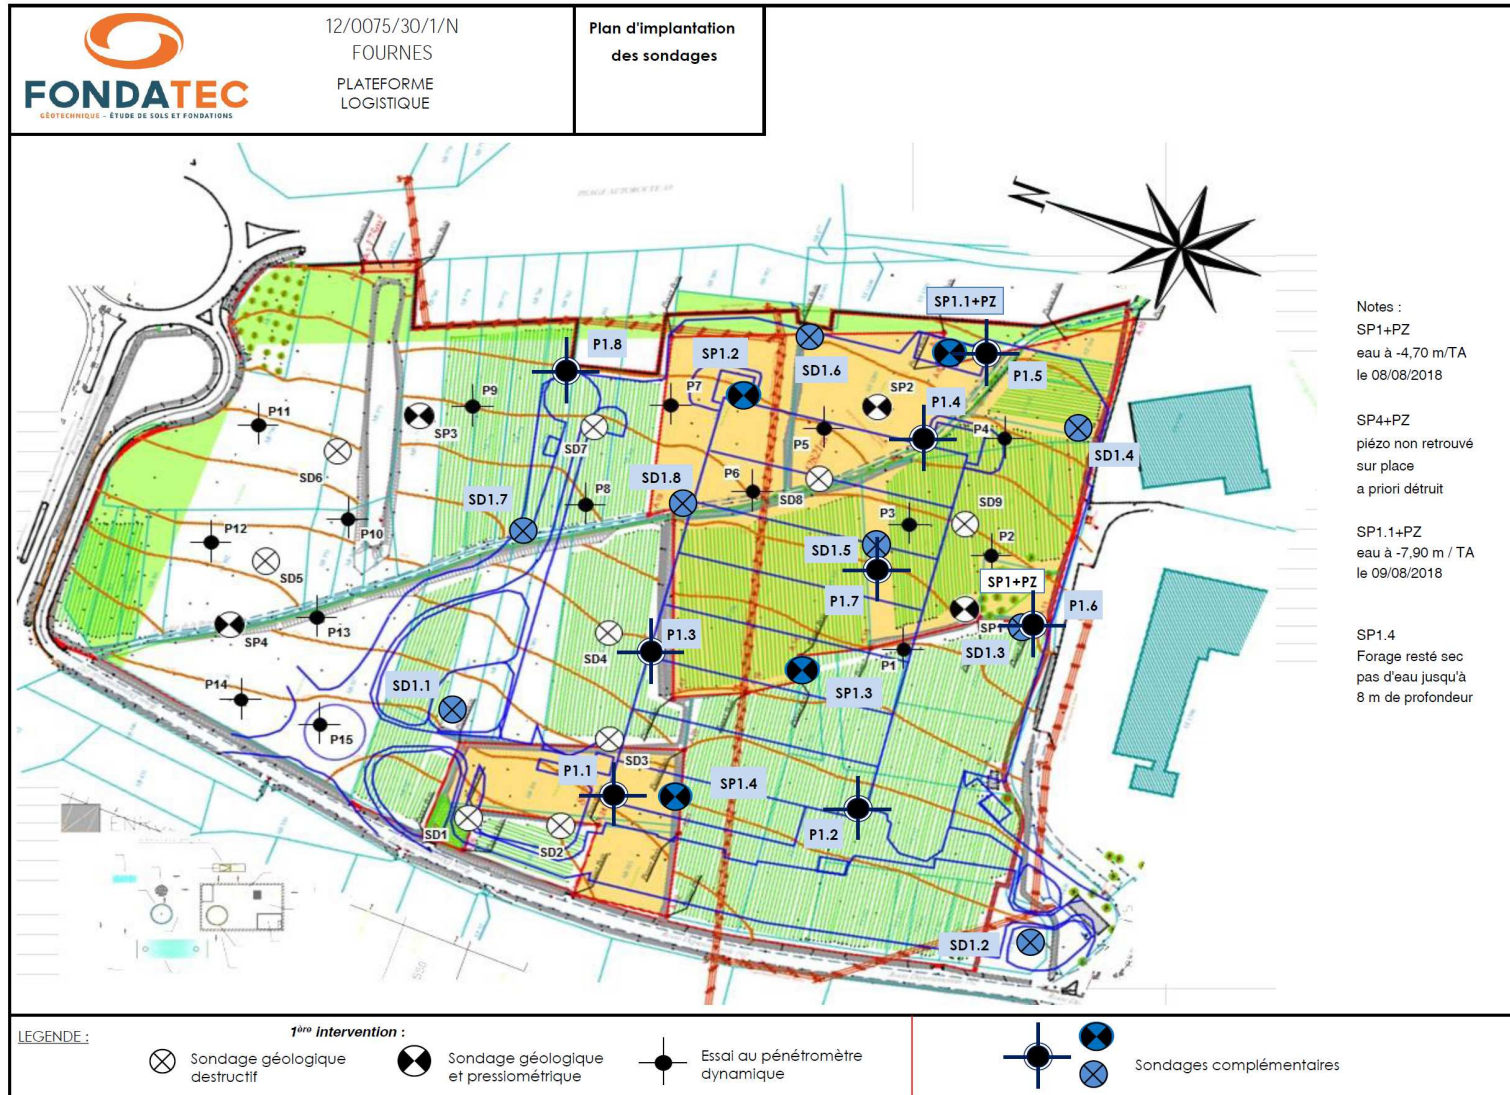 FONDATEC
GÉOTECHNIQUE – ÉTUDE DE SOLS ET FONDATIONS
12/0075/30/1/N
FOURNES
PLATEFORME
LOGISTIQUE
Plan d'implantation
des sondages
PEAGE AUTOROUTE A9
N
SP1.1+PZ
P1.8
SP1.2
SD1.6
P1.5
P7
SP2
P1.4
P9
P11
SP3
P5
P4
SD7
SD1.4
SD6
SD1.8
P6
SD8
SD9
SD1.7
P8
P3
P12
P10
P2
SD1.5
SD5
SP1+PZ
P1.7
P1.6
P13
SP4
P1.3
SP1
SD4
SD1.3
P1
P14
SD1.1
SP1.3
P15
SD3
P1.1
SP1.4
SD1
P1.2
SD2
SD1.2
550
Notes :
SP1+PZ
eau à -4,70 m/TA
le 08/08/2018
SP4+PZ
piézo non retrouvé
sur place
a priori détruit
SP1.1+PZ
eau à -7,90 m / TA
le 09/08/2018
SP1.4
Forage resté sec
pas d'eau jusqu'à
8 m de profondeur
LEGENDE :
1ère intervention :
Sondage géologique
destructif
Sondage géologique
et pressiométrique
Essai au pénétromètre
dynamique
Sondages complémentaires